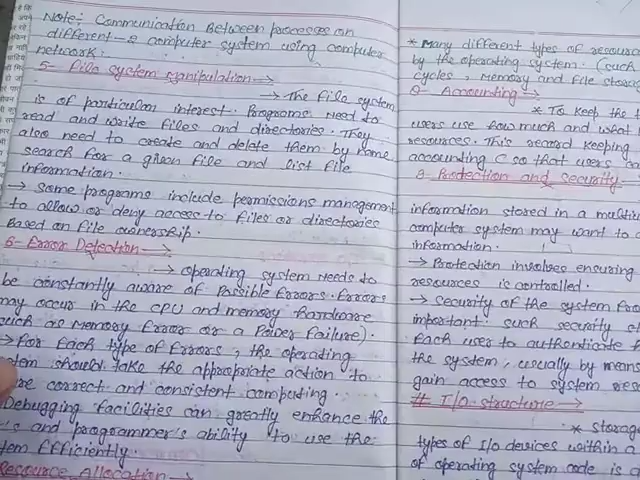 Note: Communication Between processes on
different-2 computer system using computer
network.
5- File system manipulation →
→ The file system
is of particular interest. Programs need to
read and write files and directories. They
also need to create and delete them by name
search for a given file and list file
information.
→ Some programs include permissions management
to allow or deny access to files or directories
Based on file ownership.
6- Error Detection →
→ operating system needs to
be constantly aware of possible errors. Errors
may occur in the CPU and memory hardware
such as Memory Error or a Power failure).
→ For each type of Errors, the operating
should take the appropriate action to
correct and consistent computing.
Debugging facilities can greatly enhance the
and programmer's ability to use the
Efficiently.
Resource Allocation →
* Many different types of resourc
by the operating system. (such
cycles, Memory and file storag
8- Accounting →
* To keep the t
users use how much and what
resources. This record keeping
accounting (so that users ca
9- Protection and security
information stored in a multi
computer system may want to c
information.
→ Protection involves ensuring
resources is controlled.
→ Security of the system fro
important. such security
Each user to authenticate
the system, usually by means
gain access to system res
# I/o structure →
* storag
types of I/o devices within a
of operating system code is